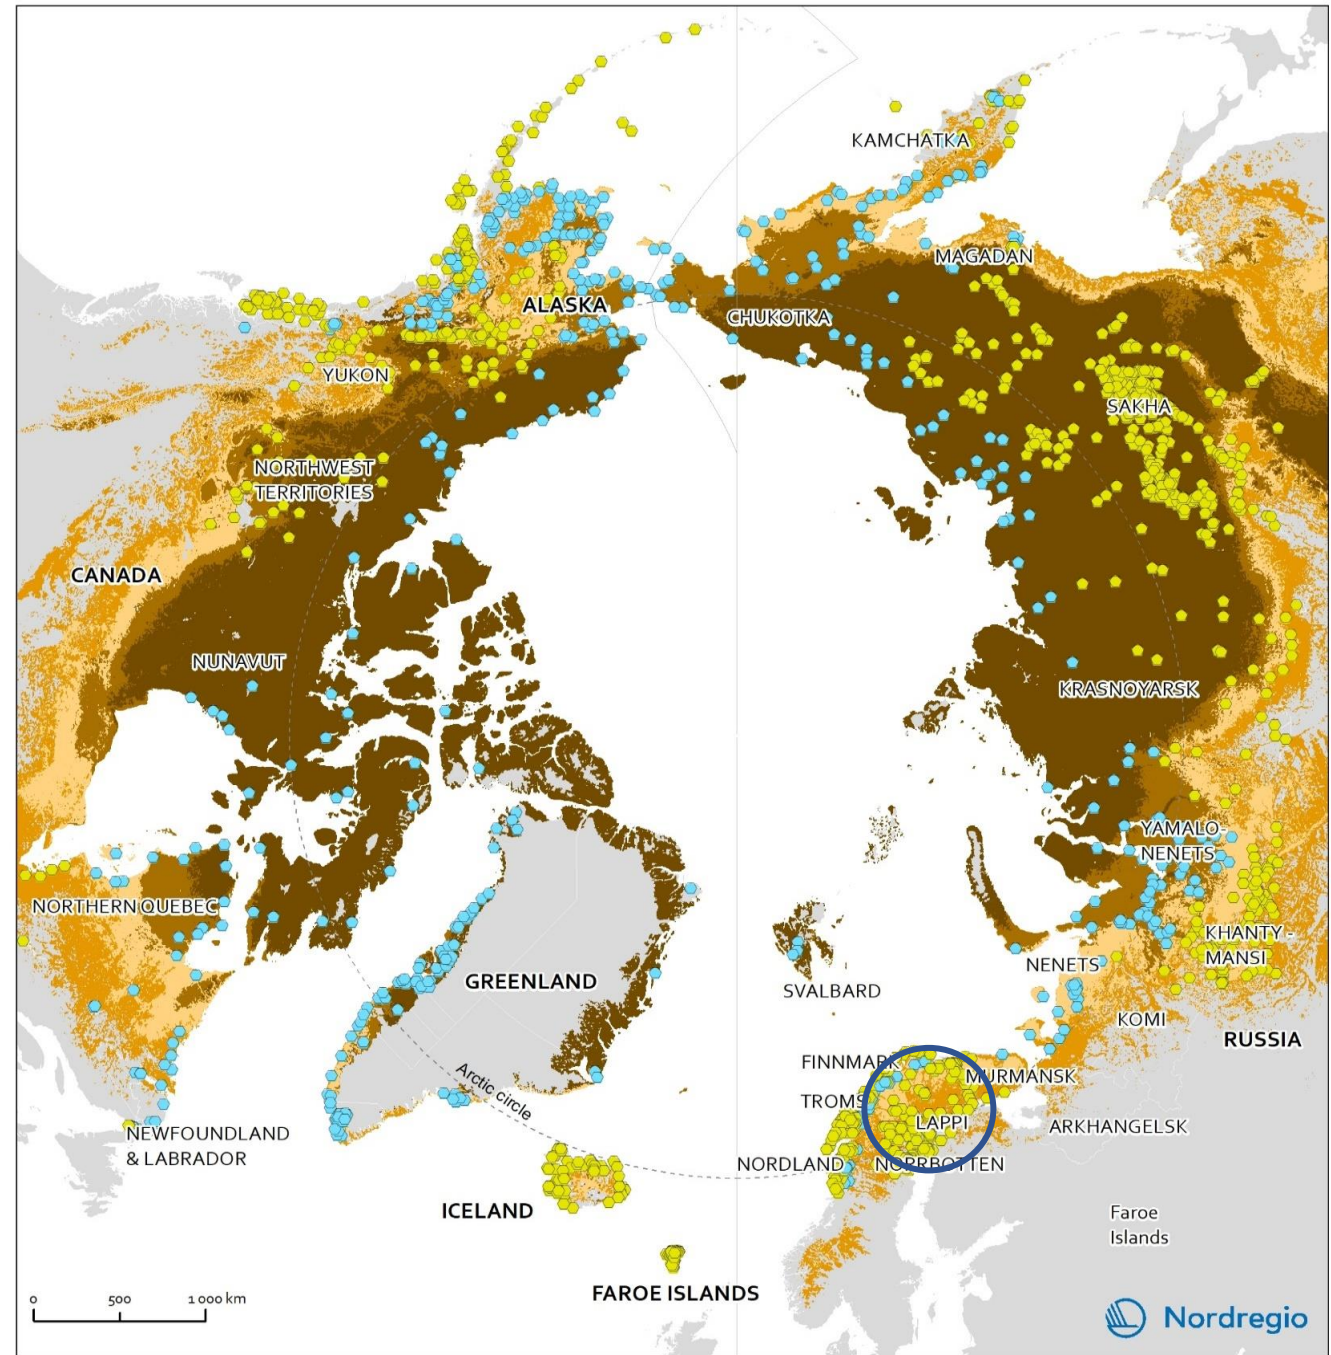 KAMCHATKA
MAGADAN
ALASKA
CHUKOTKA
YUKON
SAKHA
NORTHWEST
TERRITORIES
CANADA
NUNAVUT
KRASNOYARSK
YAMALO-
NENETS
NORTHERN QUEBEC
KHANTY -
MANSI
NENETS
GREENLAND
SVALBARD
KOMI
RUSSIA
FINNMARK
MURMANSK
Arctic circle
TROMS
LAPPI
ARKHANGELSK
NEWFOUNDLAND
& LABRADOR
NORDLAND
NORRBOTTEN
ICELAND
Faroe
Islands
FAROE ISLANDS
0 500 1 000 km
Nordregio